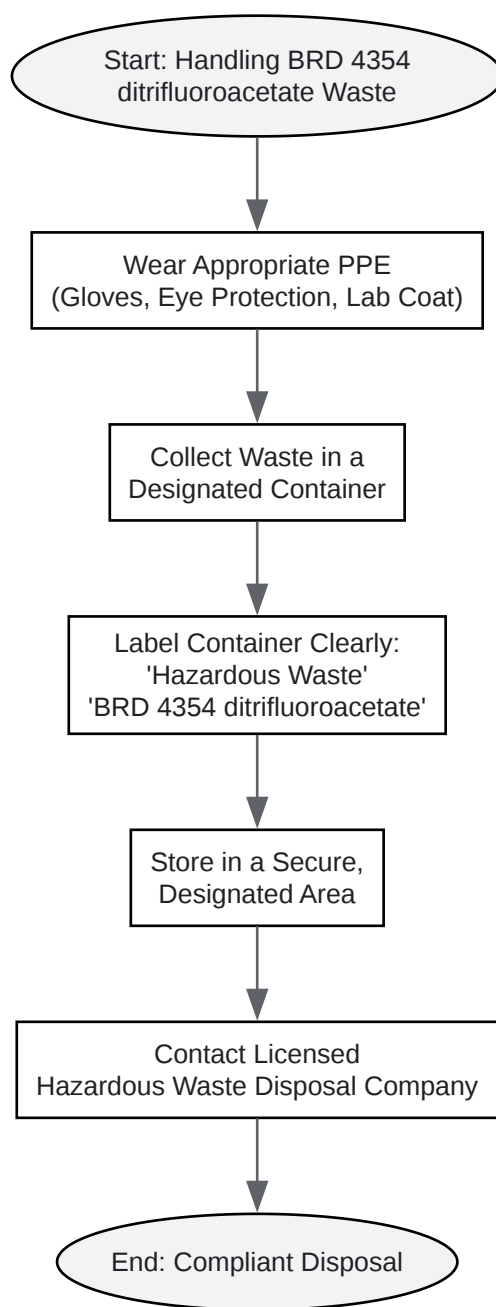 Start: Handling BRD 4354
ditrifluoroacetate Waste
Wear Appropriate PPE
(Gloves, Eye Protection, Lab Coat)
Collect Waste in a
Designated Container
Label Container Clearly:
'Hazardous Waste'
'BRD 4354 ditrifluoroacetate'
Store in a Secure,
Designated Area
Contact Licensed
Hazardous Waste Disposal Company
End: Compliant Disposal